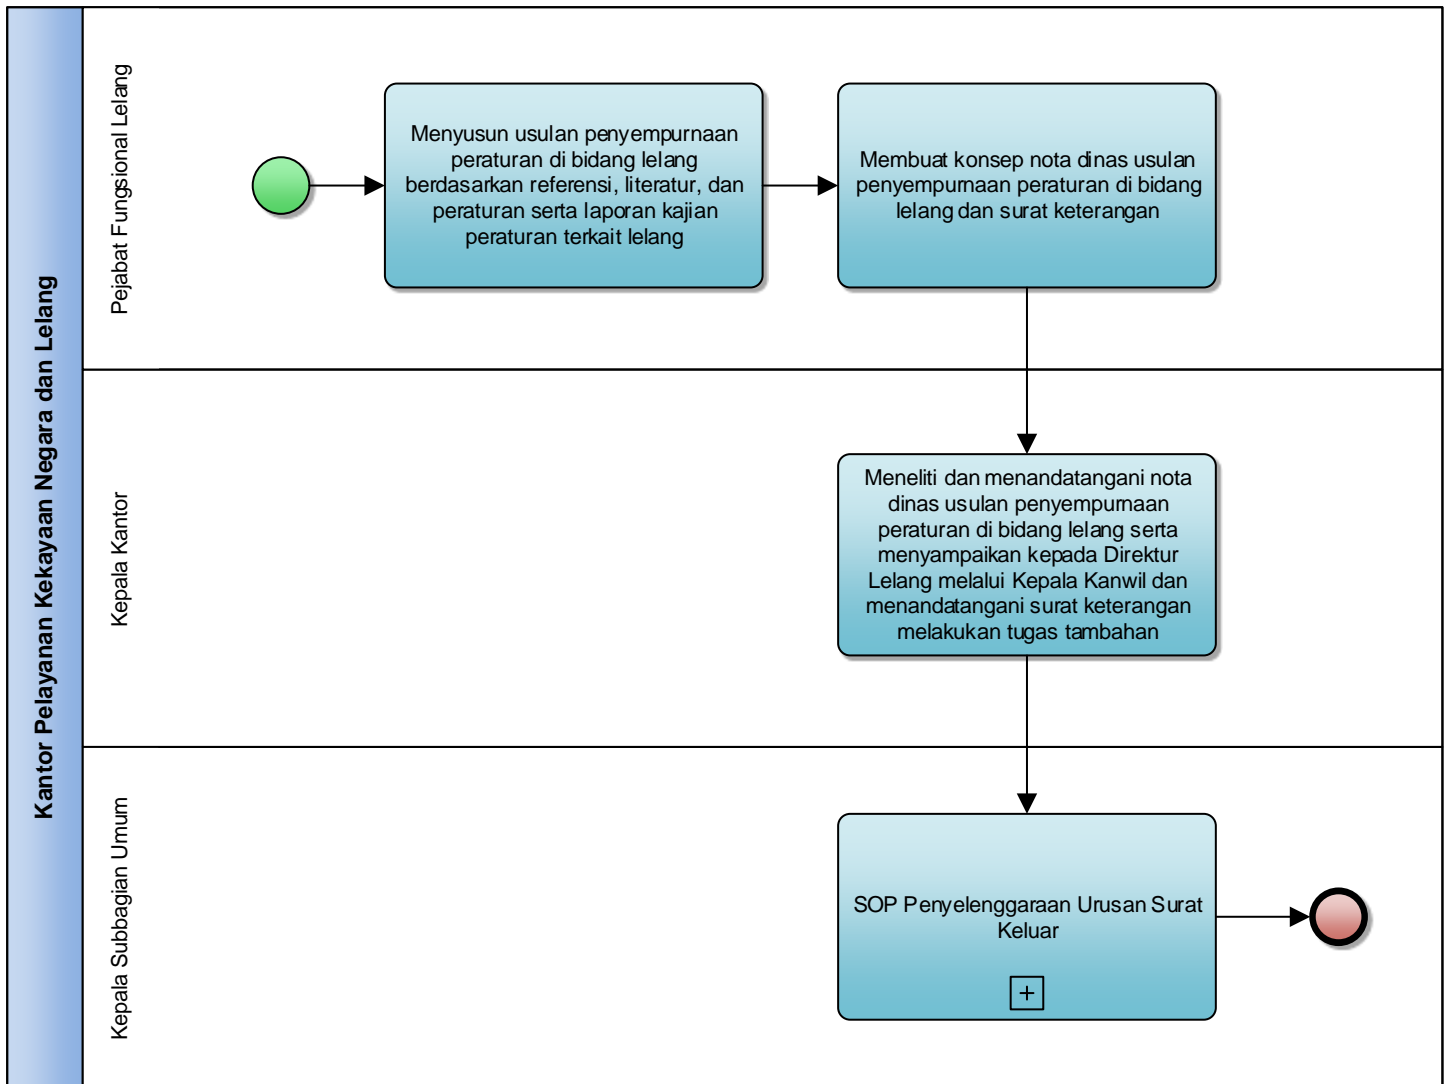 Kantor Pelayanan Kekayaan Negara dan Lelang
Pejabat Fungsional Lelang
Menyusun usulan penyempurnaan
peraturan di bidang lelang
berdasarkan referensi, literatur, dan
peraturan serta laporan kajian
peraturan terkait lelang
Membuat konsep nota dinas usulan
penyempurnaan peraturan di bidang
lelang dan surat keterangan
Kepala Kantor
Meneliti dan menandatangani nota
dinas usulan penyempurnaan
peraturan di bidang lelang serta
menyampaikan kepada Direktur
Lelang melalui Kepala Kanwil dan
menandatangani surat keterangan
melakukan tugas tambahan
Kepala Subbagian Umum
SOP Penyelenggaraan Urusan Surat
Keluar